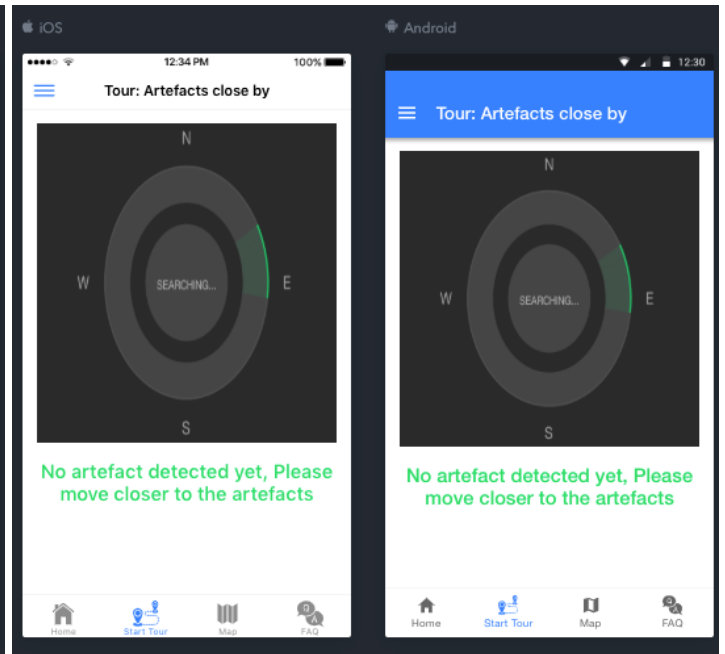 iOS
12:34 PM
100%
Tour: Artefacts close by
N
W
SEARCHING...
E
S
No artefact detected yet, Please
move closer to the artefacts
Home
Start Tour
Map
FAQ
Android
12:30
Tour: Artefacts close by
N
W
SEARCHING...
E
S
No artefact detected yet, Please
move closer to the artefacts
Home
Start Tour
Map
FAQ